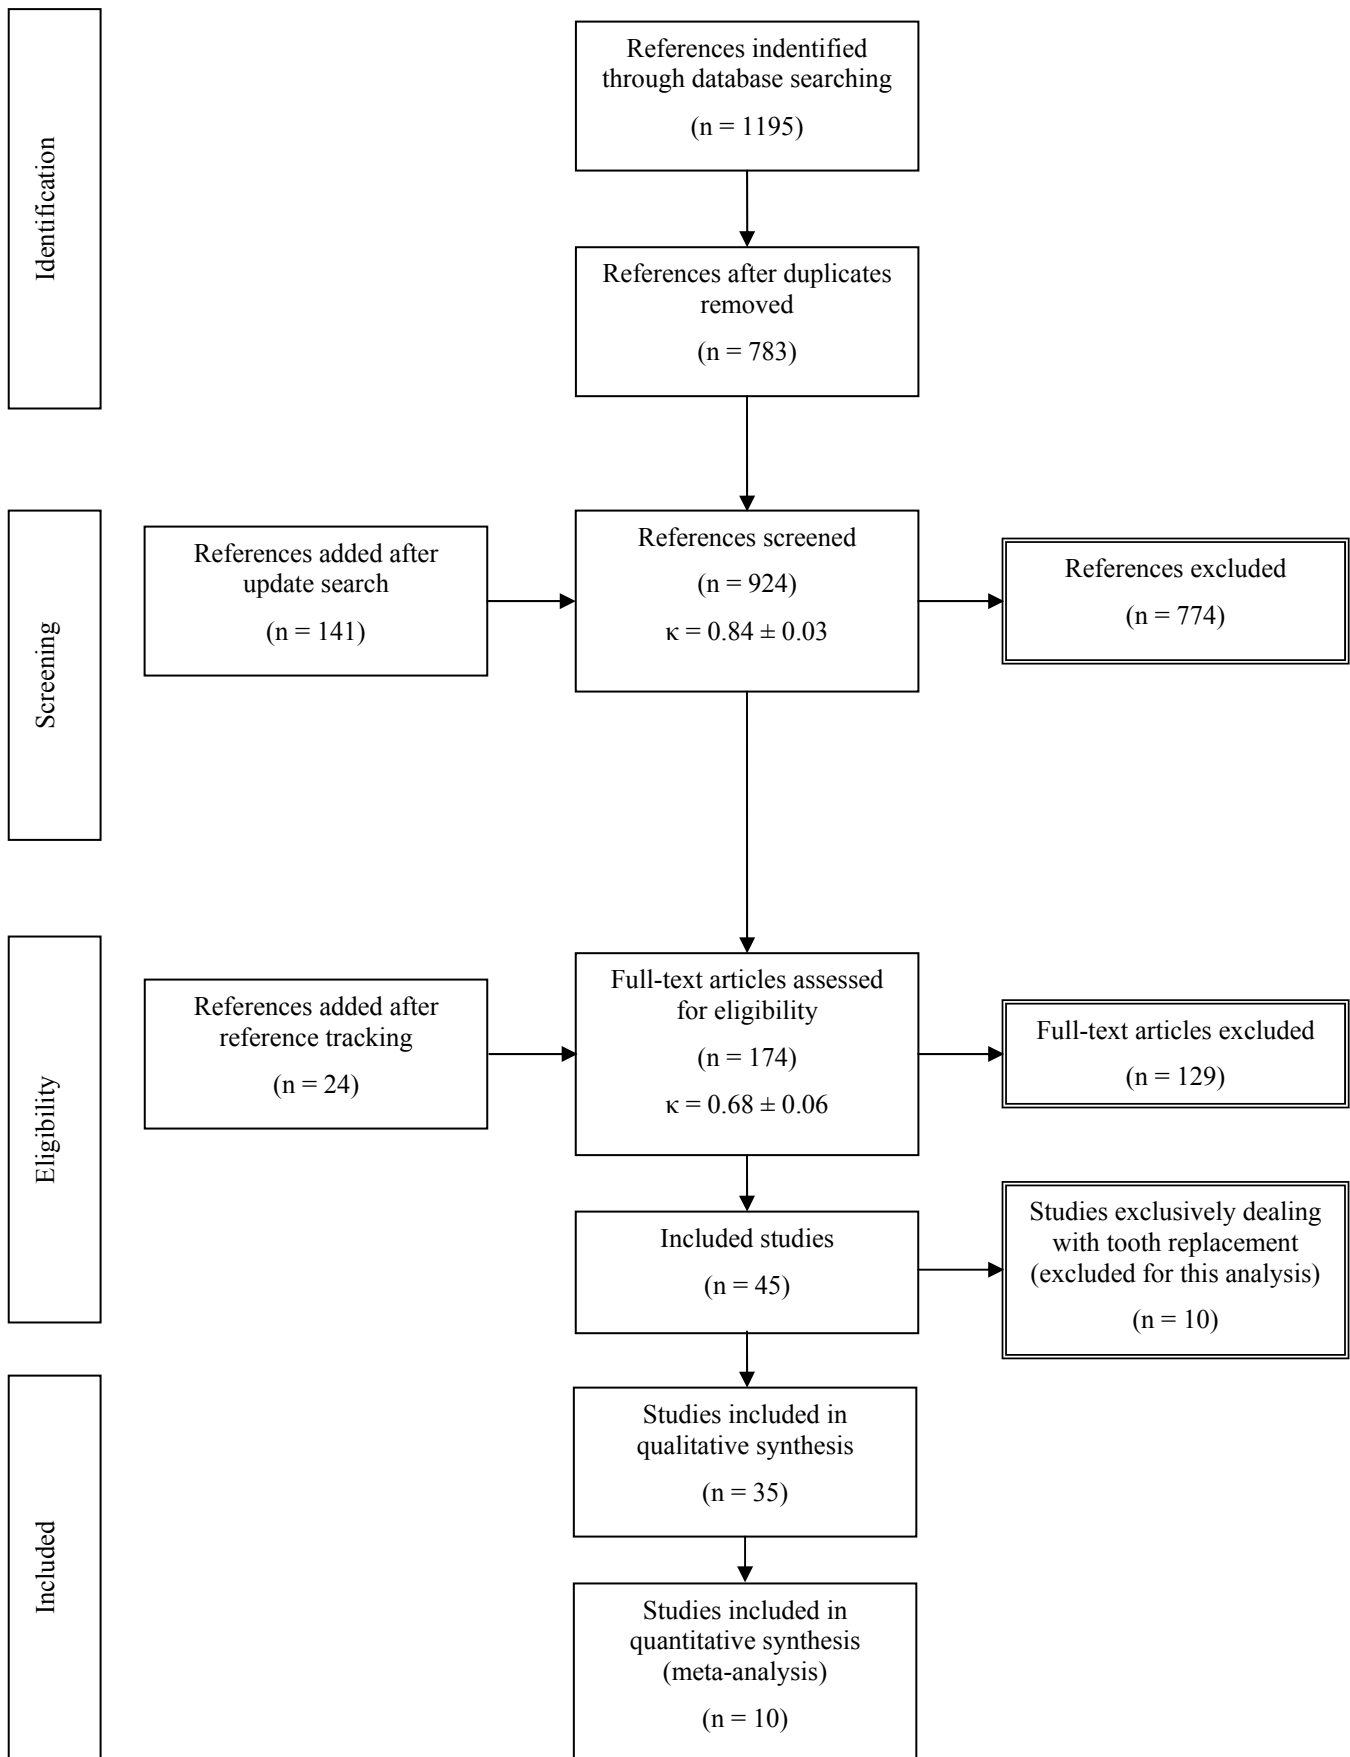 Identification
References indentified
through database searching
(n = 1195)
References after duplicates
removed
(n = 783)
Screening
References added after
update search
(n = 141)
References screened
(n = 924)
κ = 0.84 ± 0.03
References excluded
(n = 774)
Eligibility
References added after
reference tracking
(n = 24)
Full-text articles assessed
for eligibility
(n = 174)
κ = 0.68 ± 0.06
Full-text articles excluded
(n = 129)
Included studies
(n = 45)
Studies exclusively dealing
with tooth replacement
(excluded for this analysis)
(n = 10)
Included
Studies included in
qualitative synthesis
(n = 35)
Studies included in
quantitative synthesis
(meta-analysis)
(n = 10)